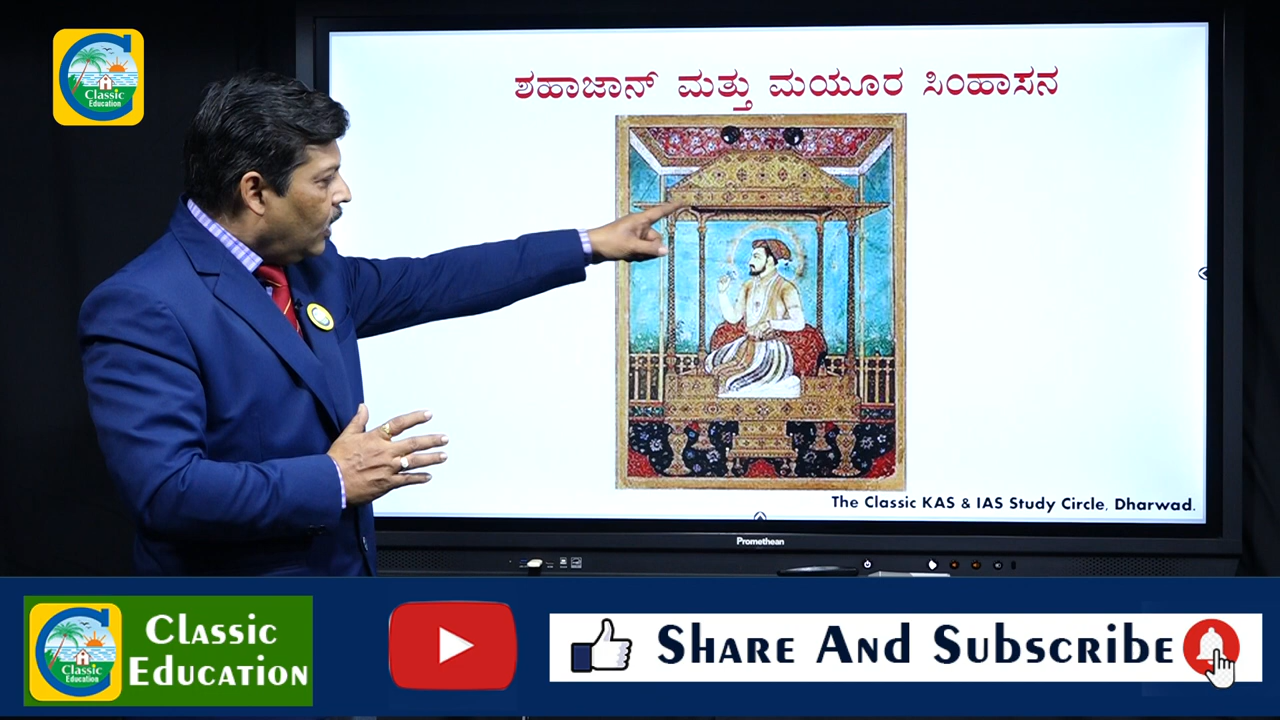 Classic
Education
ಶಹಾಜಾನ್ ಮತ್ತು ಮಯೂರ ಸಿಂಹಾಸನ
The Classic KAS & IAS Study Circle, Dharwad.
Promethean
Classic
Education
Classic
Education
Share And Subscribe